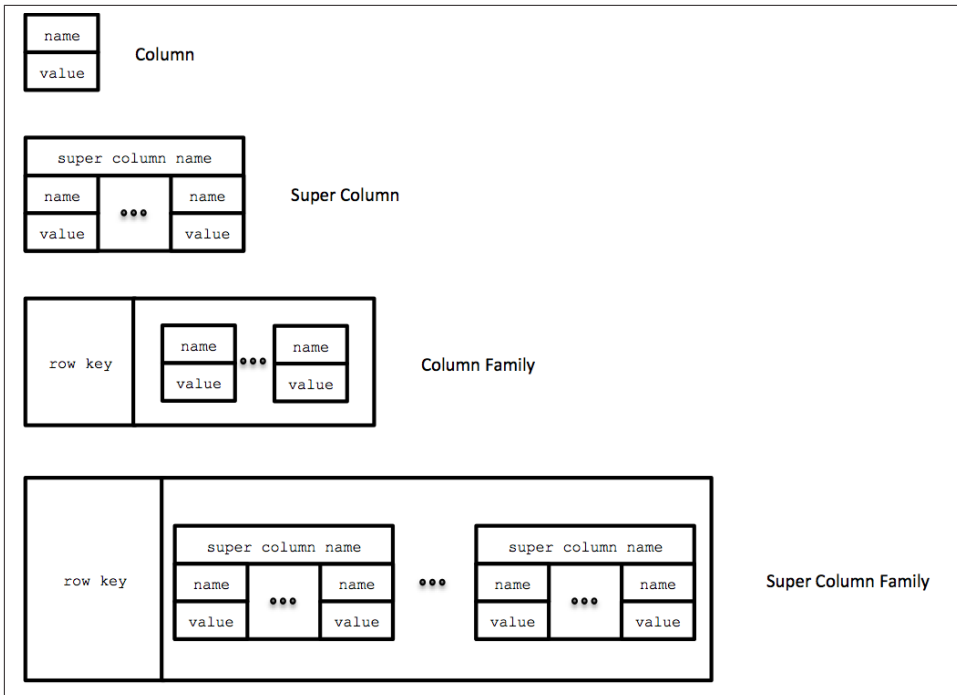 name
value
Column
super column name
name name
value value
Super Column
row key
name name
value value
Column Family
row key
super column name super column name
name name name name
value value value value
Super Column Family